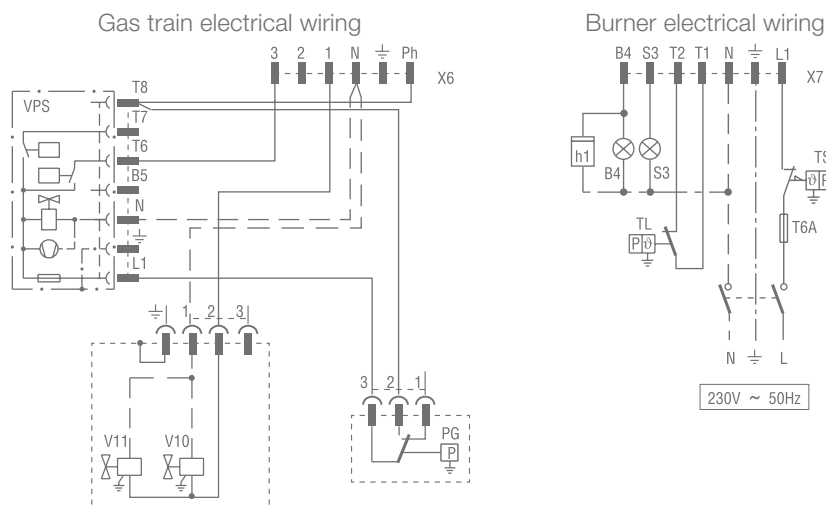 Gas train electrical wiring
Burner electrical wiring
3 2 1 N Ph X6
B4 S3 T2 T1 N L1 X7
VPS
T8
T7
T6
B5
N
L1
h1
B4 S3
TL
P ϑ
TS
ϑ P
T6A
N L
230V ~ 50Hz
1 2 3
V11 V10
3 2 1
PG
P